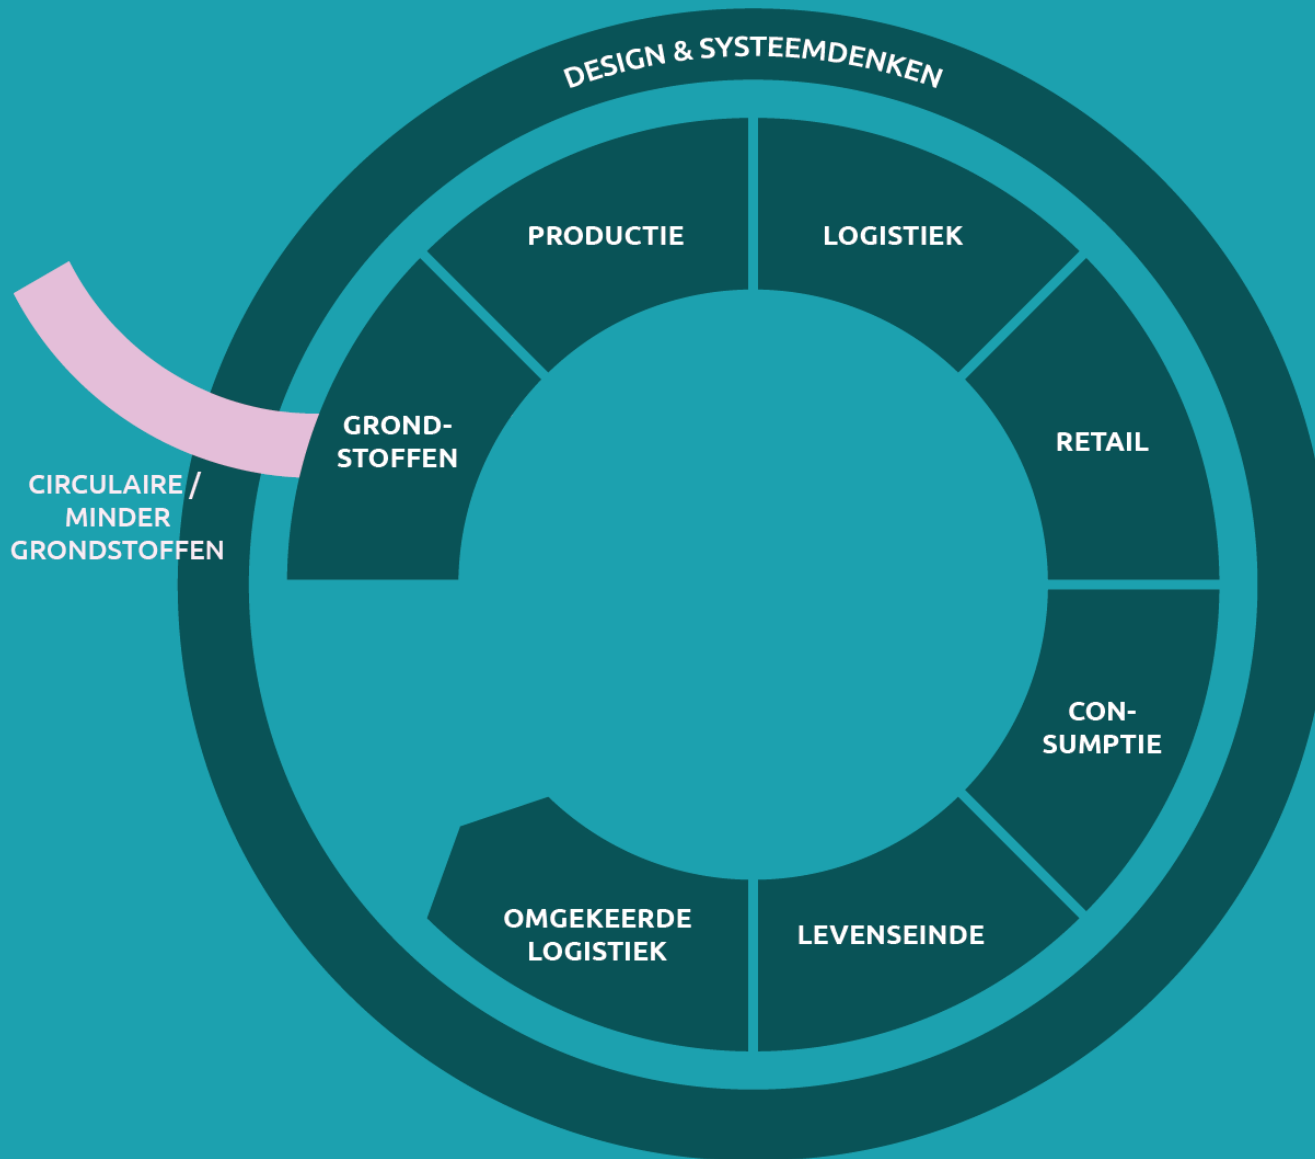 DESIGN & SYSTEEMDENKEN
PRODUCTIE
LOGISTIEK
GROND-
STOFFEN
RETAIL
CIRCULAIRE /
MINDER
GRONDSTOFFEN
CON-
SUMPTIE
OMGEKEERDE
LOGISTIEK
LEVENSEINDE